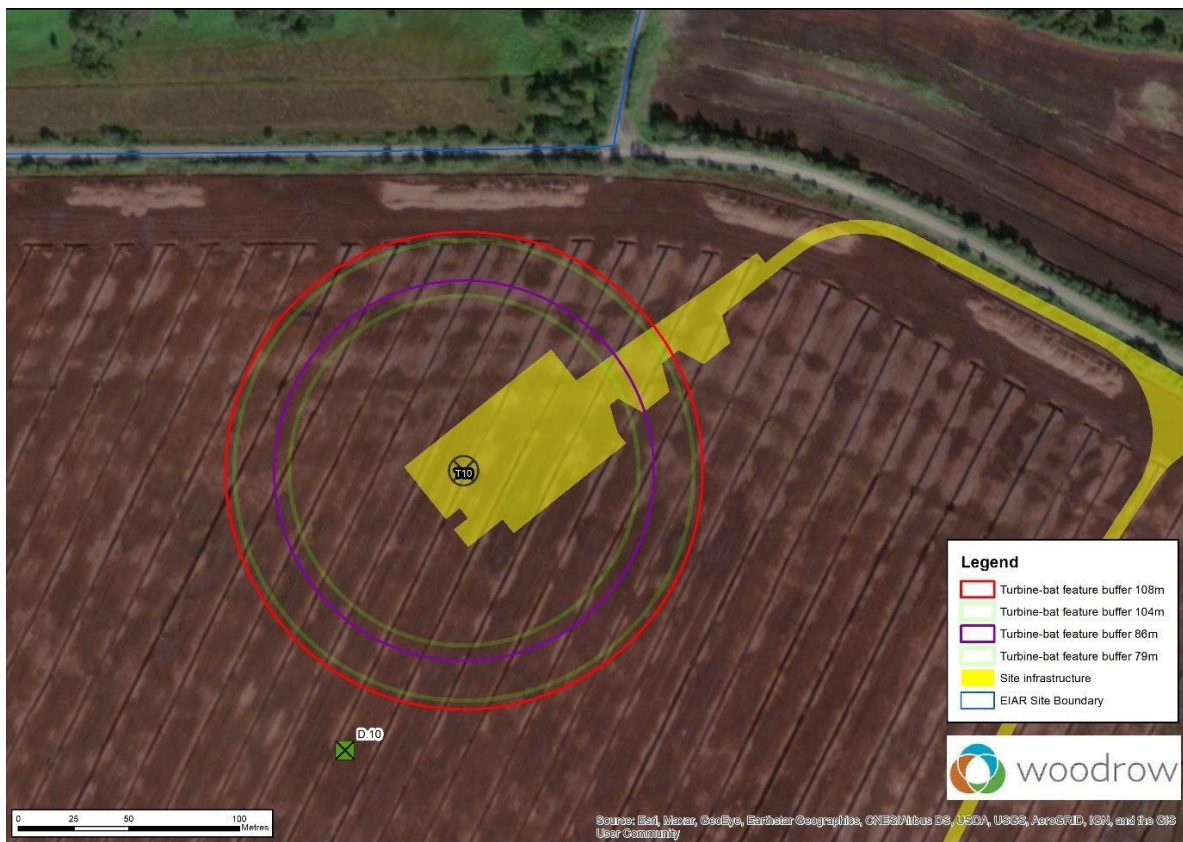 T10
D.10
Legend
Turbine-bat feature buffer 108m
Turbine-bat feature buffer 104m
Turbine-bat feature buffer 86m
Turbine-bat feature buffer 79m
Site infrastructure
EIAR Site Boundary
woodrow
0 25 50 100
Metres
Source: Esri, Maxar, GeoEye, Earthstar Geographics, CNES/Airbus DS, USDA, USGS, AeroGRID, IGN, and the GIS
User Community